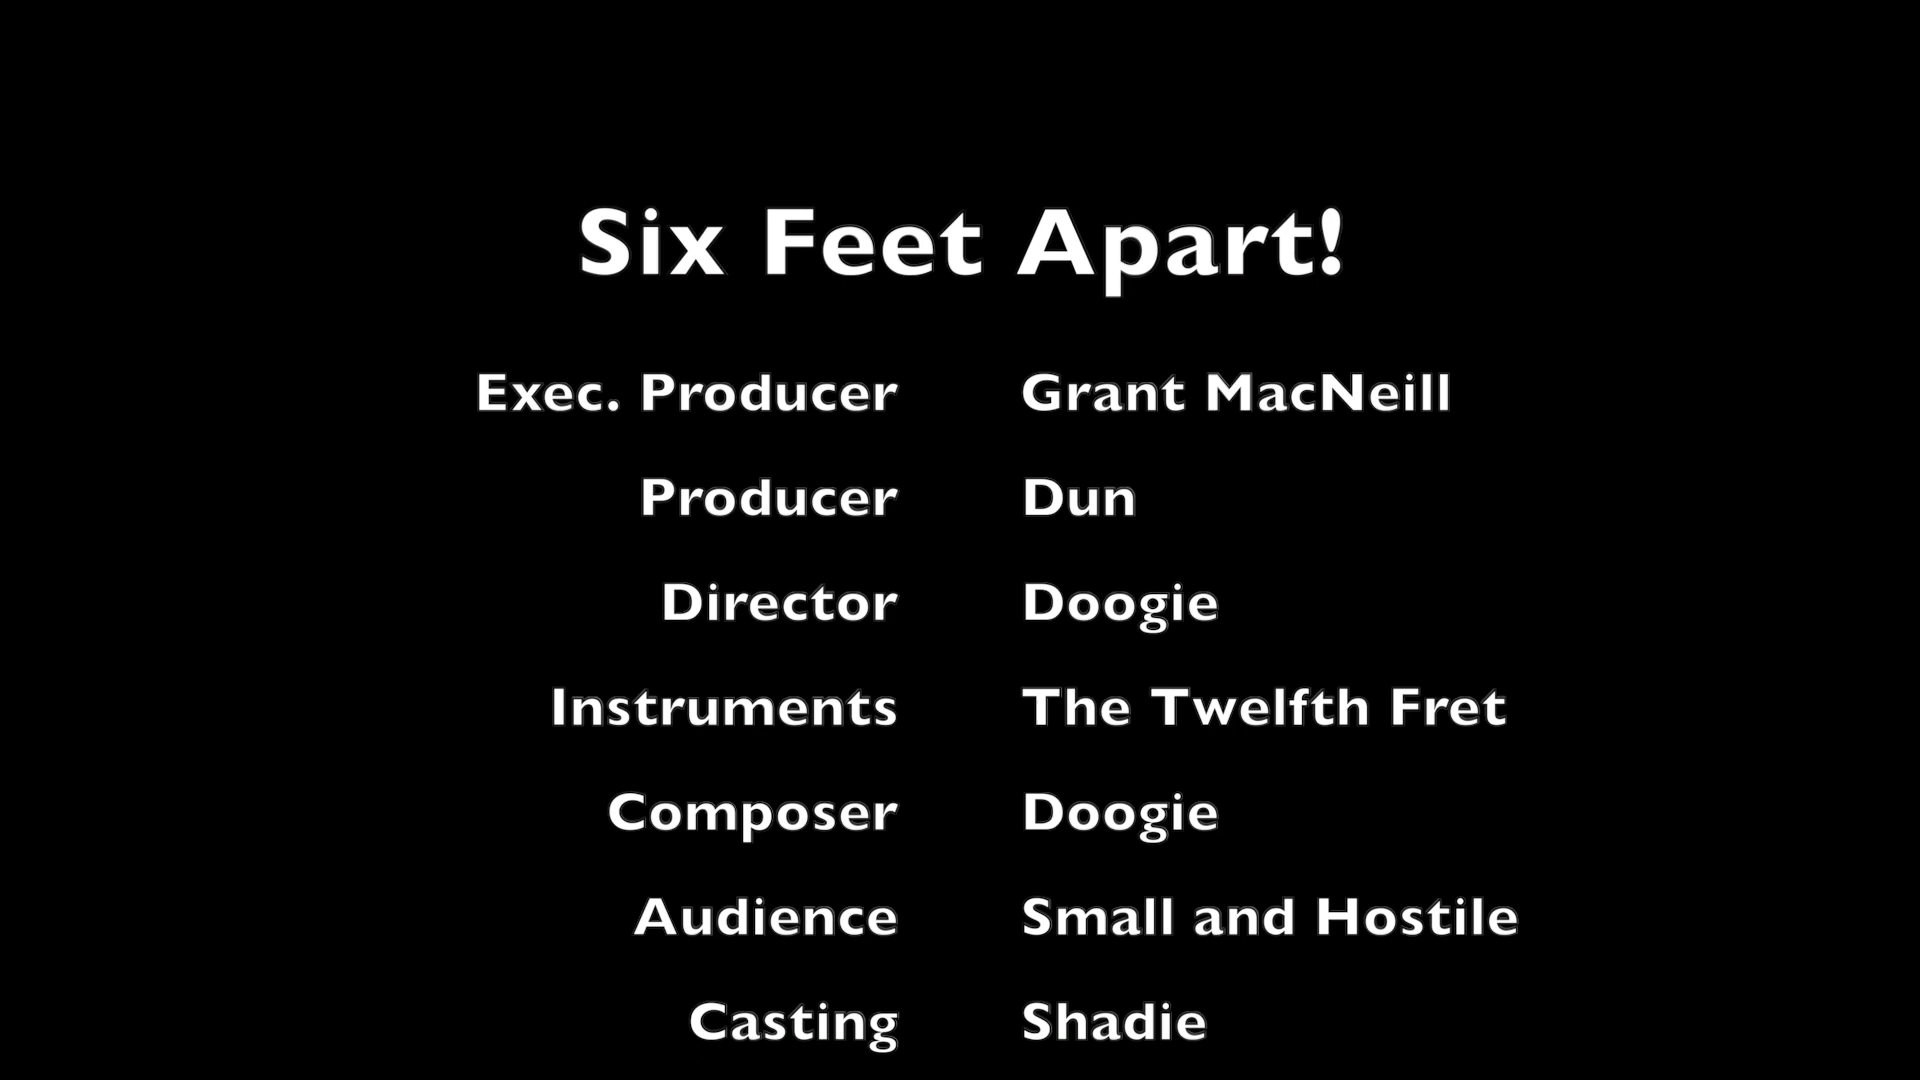 Six Feet Apart!
Exec. Producer Grant MacNeill
Producer Dun
Director Doogie
Instruments The Twelfth Fret
Composer Doogie
Audience Small and Hostile
Casting Shadie